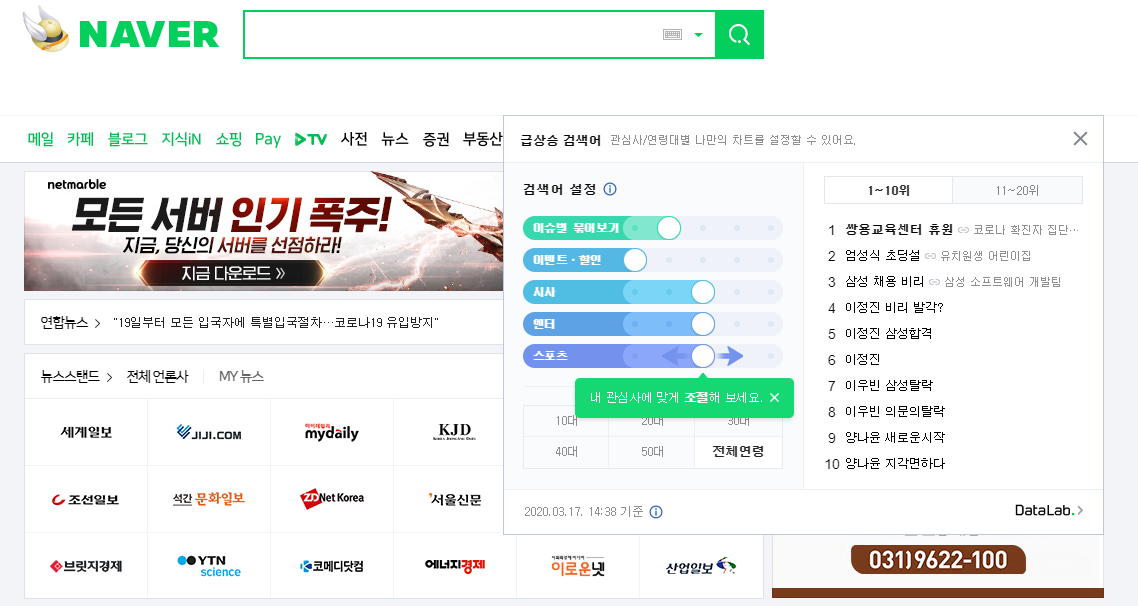 NAVER
메일 카페 블로그 지식iN 쇼핑 Pay TV 사전 뉴스 증권 부동산
급상승 검색어 관심사/연령대별 나만의 차트를 설정할 수 있어요.
netmarble
모든 서버 인기 폭주!
지금, 당신의 서버를 선점하라!
지금 다운로드 »
연합뉴스 > "19일부터 모든 입국자에 특별입국절차…코로나19 유입방지"
뉴스스탠드 > 전체 언론사 MY 뉴스
세계일보 JIJI.COM 마이데일리 mydaily KJD KOREA JOONGANG DAILY
조선일보 석간 문화일보 ZDNet Korea 서울신문
브릿지경제 YTN science 코메디닷컴 에너지경제 이로운넷 산업일보
검색어 설정
이슈별 묶어보기
이벤트·할인
시사
엔터
스포츠
내 관심사에 맞게 조절해 보세요.
10대 20대 30대
40대 50대 전체연령
1~10위 11~20위
1 쌍용교육센터 휴원 코로나 확진자 집단…
2 엄성식 초당설 유치원생 어린이집
3 삼성 채용 비리 삼성 소프트웨어 개발팀
4 이정진 비리 발각?
5 이정진 삼성합격
6 이정진
7 이우빈 삼성탈락
8 이우빈 의문의탈락
9 양나윤 새로운시작
10 양나윤 지각면하다
2020.03.17. 14:38 기준
DataLab. >
031)9622-100